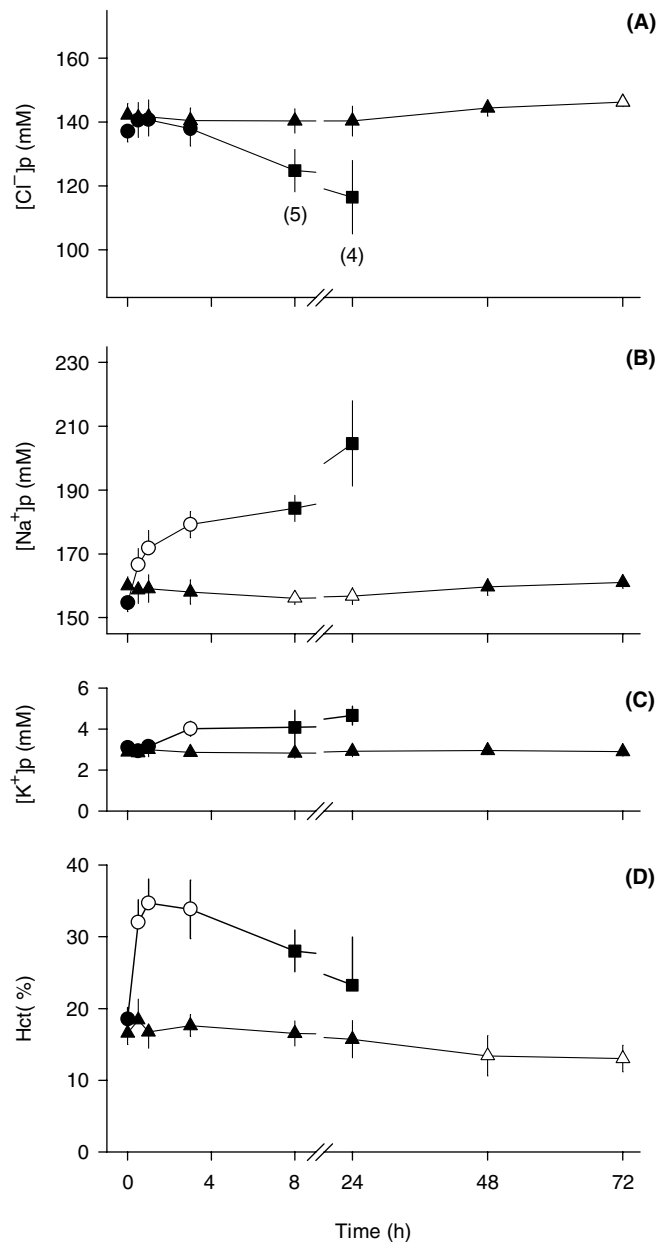 (A)
160
140
120
100
[Cl⁻]p (mM)
(5)
(4)
(B)
230
210
190
170
150
[Na⁺]p (mM)
(C)
6
4
2
0
[K⁺]p (mM)
(D)
40
30
20
10
0
Hct( %)
0 4 8 24 48 72
Time (h)